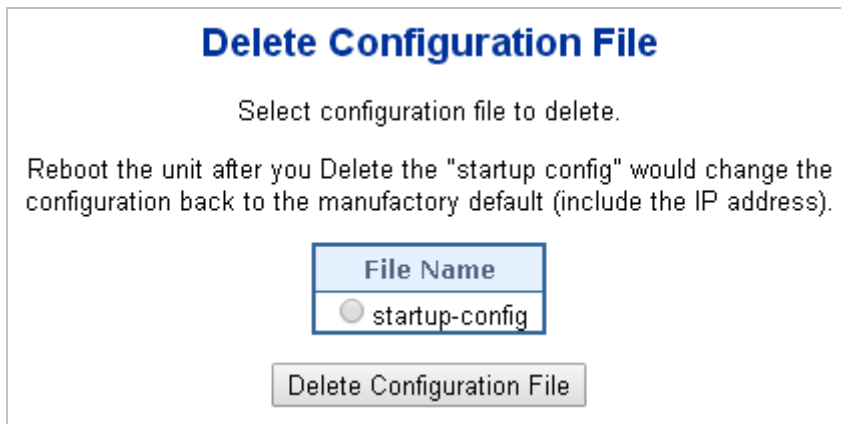 Delete Configuration File
Select configuration file to delete.
Reboot the unit after you Delete the "startup config" would change the
configuration back to the manufactory default (include the IP address).
File Name
startup-config
Delete Configuration File